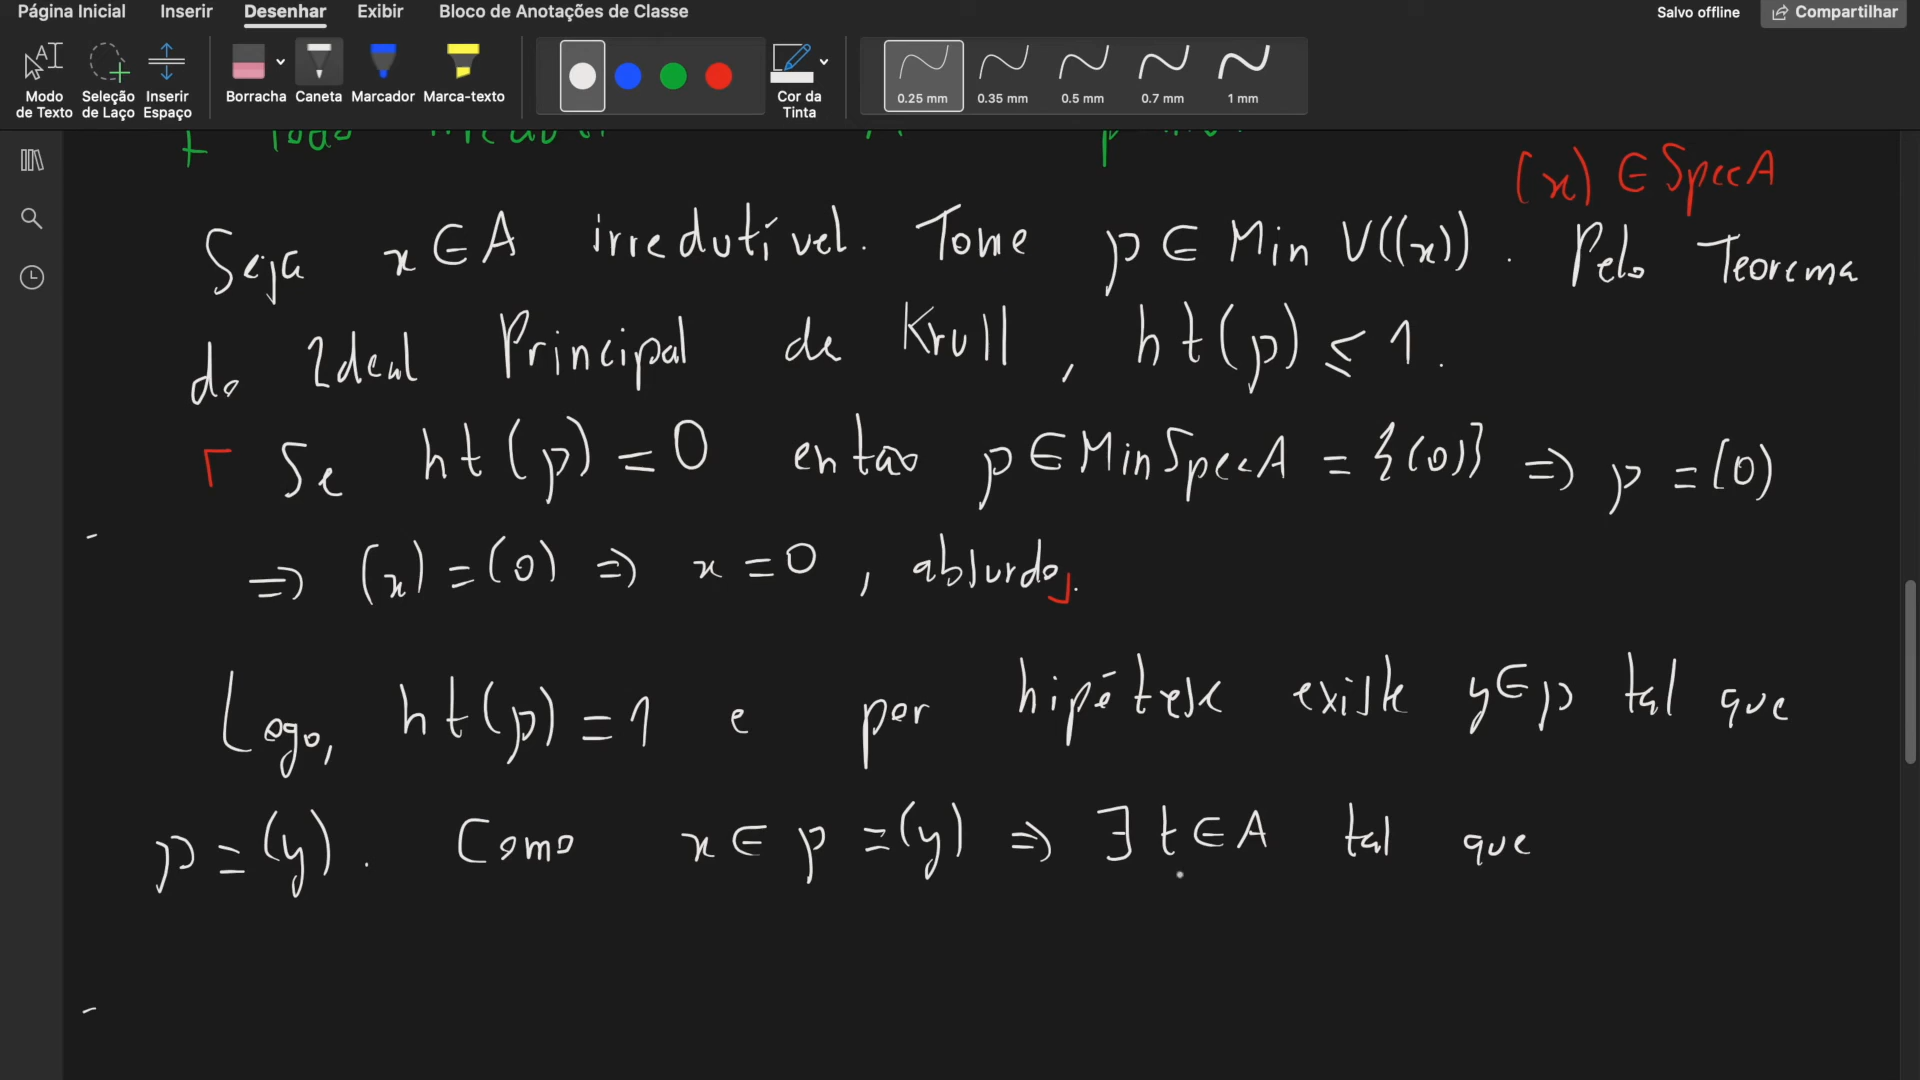 Página Inicial Inserir Desenhar Exibir Bloco de Anotações de Classe Salvo offline Compartilhar
Modo de Texto Seleção de Laço Inserir Espaço Borracha Caneta Marcador Marca-texto Cor da Tinta 0.25 mm 0.35 mm 0.5 mm 0.7 mm 1 mm
(x) ∈ Spec A
Seja x ∈ A irredutível. Tome p ∈ Min V((x)). Pelo Teorema
do Ideal Principal de Krull, ht(p) ≤ 1.
⌈ Se ht(p) = 0 então p ∈ Min Spec A = {(0)} => p = (0)
=> (x) = (0) => x = 0, absurdo⌋.
Logo, ht(p) = 1 e por hipótese existe y ∈ p tal que
p = (y). Como x ∈ p = (y) => ∃ t ∈ A tal que